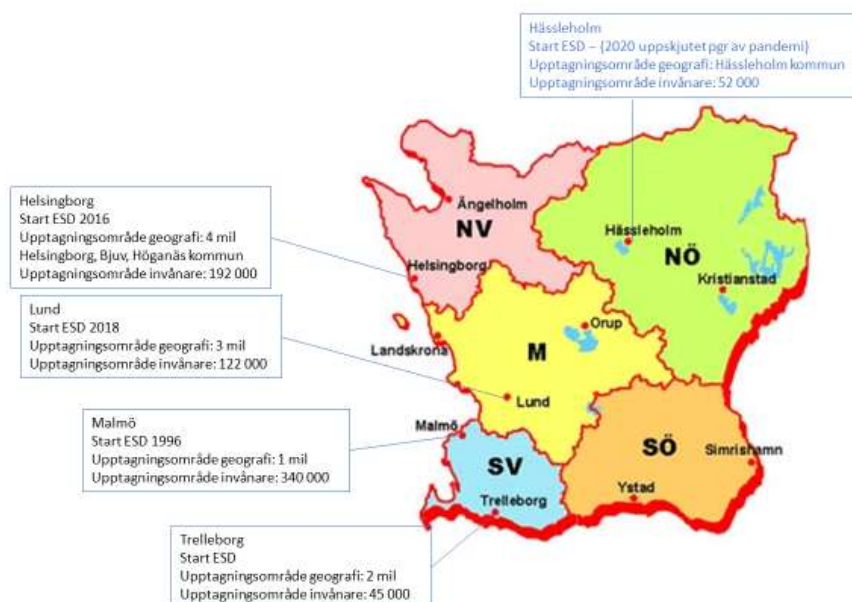 Hässleholm
Start ESD – (2020 uppskjutet pgr av pandemi)
Upptagningsområde geografi: Hässleholm kommun
Upptagningsområde invånare: 52 000
Helsingborg
Start ESD 2016
Upptagningsområde geografi: 4 mil
Helsingborg, Bjuv, Höganäs kommun
Upptagningsområde invånare: 192 000
Lund
Start ESD 2018
Upptagningsområde geografi: 3 mil
Upptagningsområde invånare: 122 000
Malmö
Start ESD 1996
Upptagningsområde geografi: 1 mil
Upptagningsområde invånare: 340 000
Trelleborg
Start ESD
Upptagningsområde geografi: 2 mil
Upptagningsområde invånare: 45 000
Ängelholm
NV
Helsingborg
Hässleholm
NÖ
Kristianstad
Orup
Landskrona
M
Lund
Malmö
SV
Trelleborg
SÖ
Simrishamn
Ystad